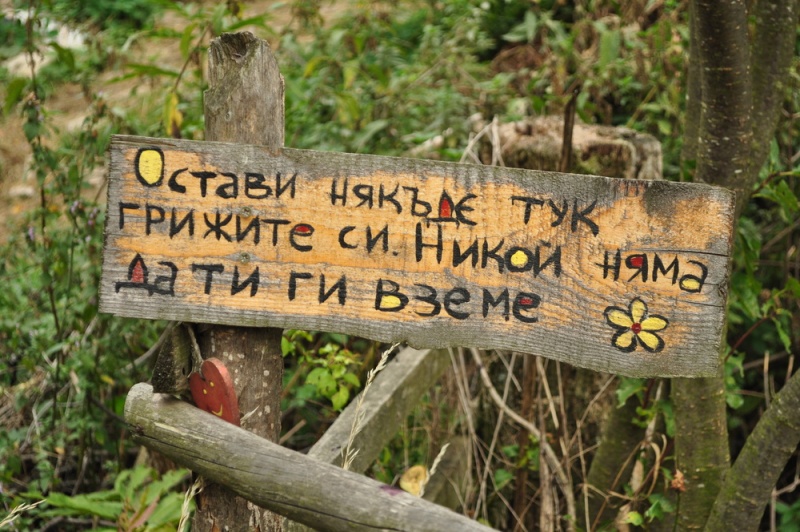 Остави някъде тук
грижите си. Никой няма
да ти ги вземе